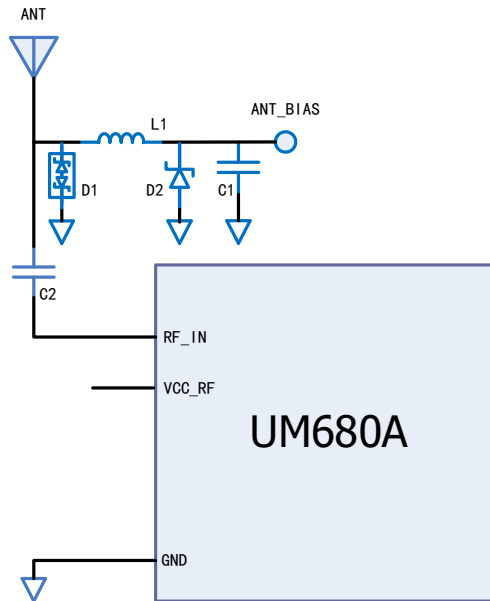 ANT
L1
ANT_BIAS
D1
D2
C1
C2
RF_IN
VCC_RF
UM680A
GND